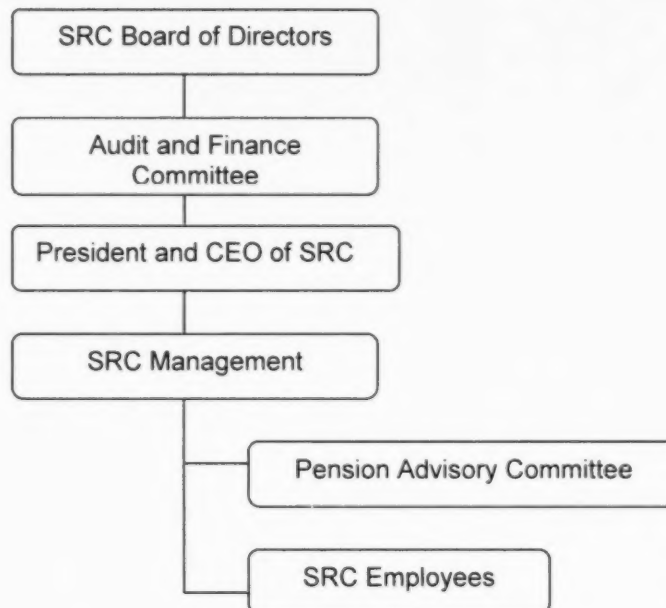 SRC Board of Directors
Audit and Finance
Committee
President and CEO of SRC
SRC Management
Pension Advisory Committee
SRC Employees